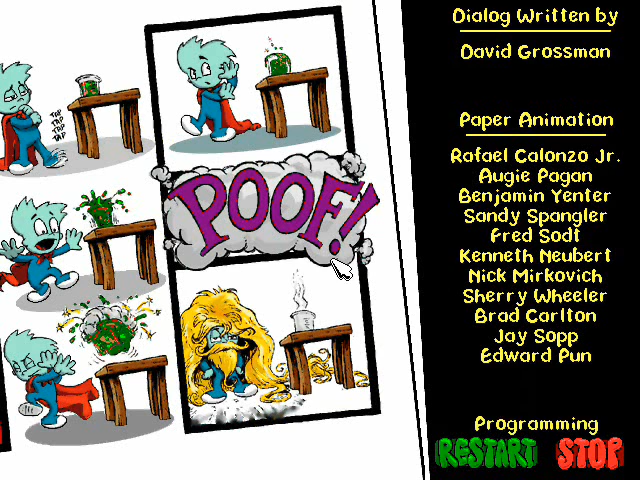 TAP
TAP
TAP
TAP
POOF!
Dialog Written by
David Grossman
Paper Animation
Rafael Calonzo Jr.
Augie Pagan
Benjamin Yenter
Sandy Spangler
Fred Sodt
Kenneth Neubert
Nick Mirkovich
Sherry Wheeler
Brad Carlton
Jay Sopp
Edward Pun
Programming
RESTART STOP